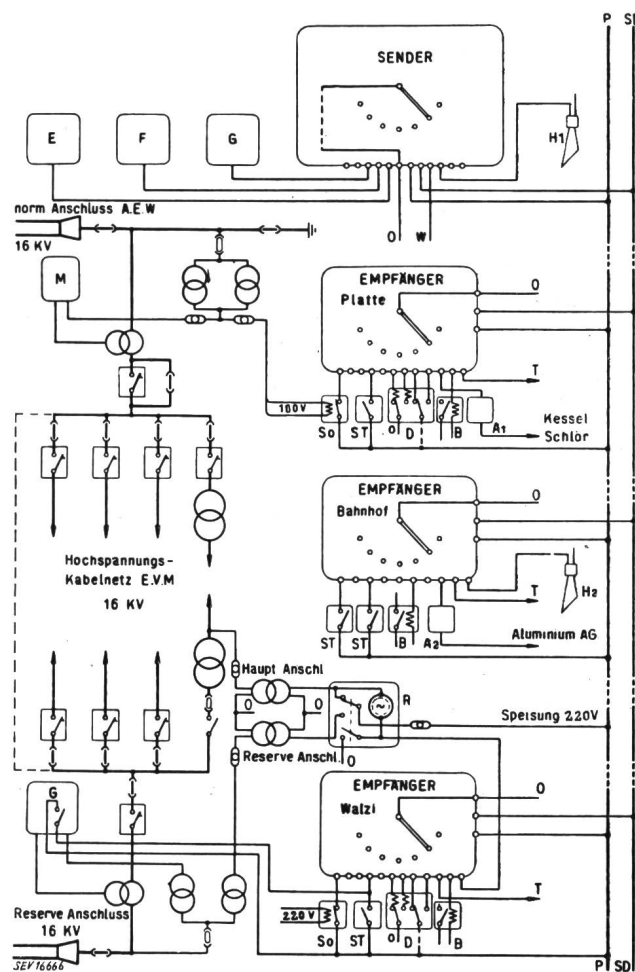 P SD
SENDER
E F G H1
O W
norm Anschluss A.E.W
16 KV
M
EMPFÄNGER
Platte
O
T
100V
So ST O D B A1
Kessel
Schlör
EMPFÄNGER
Bahnhof
O
T
H2
ST ST B A2
Aluminium AG
Hochspannungs-
Kabelnetz E.V.M
16 KV
Haupt Anschl
O O
R
Speisung 220V
Reserve Anschl.
O
G
EMPFÄNGER
Walzi
O
T
220V
So ST O D B
Reserve Anschluss
16 KV
SEV 16666
P SD